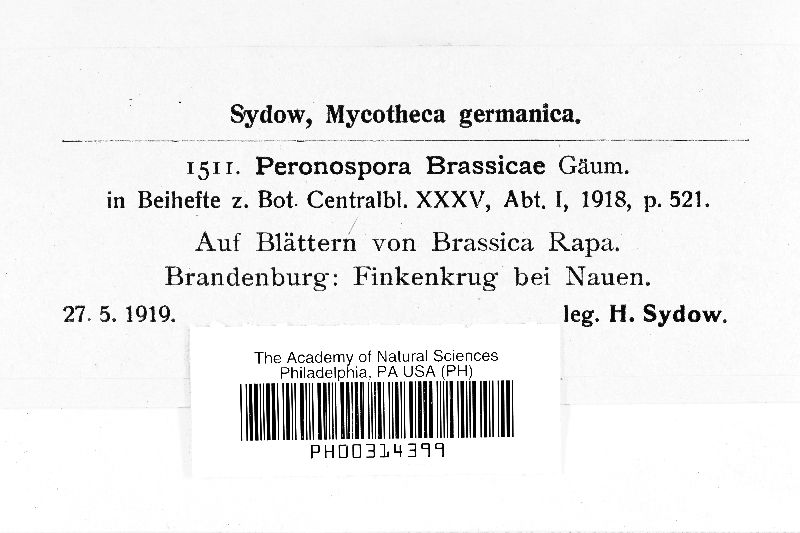 Sydow, Mycotheca germanica.
1511. Peronospora Brassicae Gäum.
in Beihefte z. Bot. Centralbl. XXXV, Abt. I, 1918, p. 521.
Auf Blättern von Brassica Rapa.
Brandenburg: Finkenkrug bei Nauen.
27. 5. 1919. leg. H. Sydow.
The Academy of Natural Sciences
Philadelphia, PA USA (PH)
PH00314399